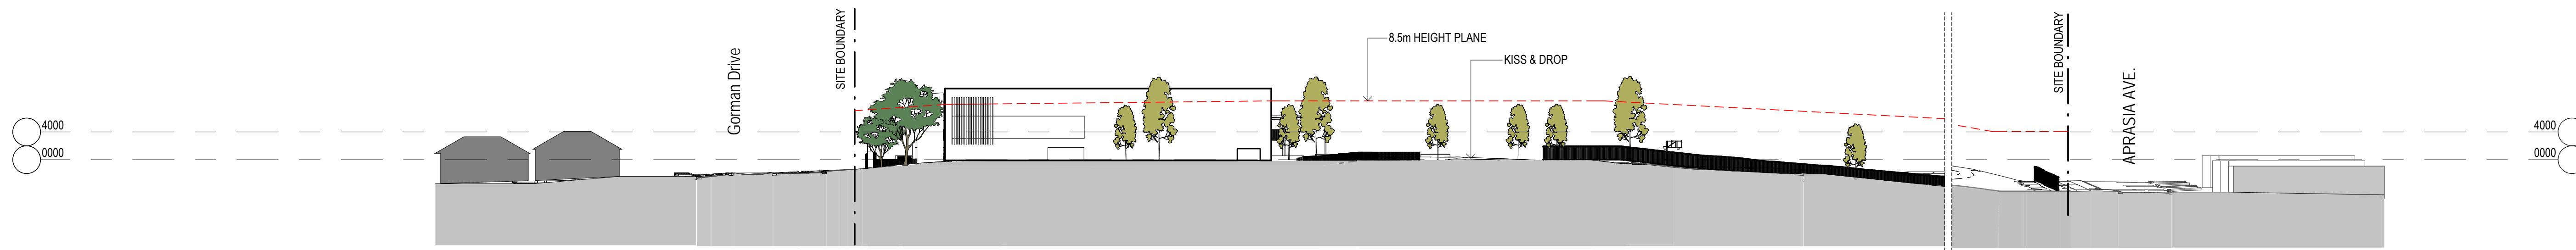 4000
0000
Gorman Drive
SITE BOUNDARY
8.5m HEIGHT PLANE
KISS & DROP
SITE BOUNDARY
APRASIA AVE.
4000
0000